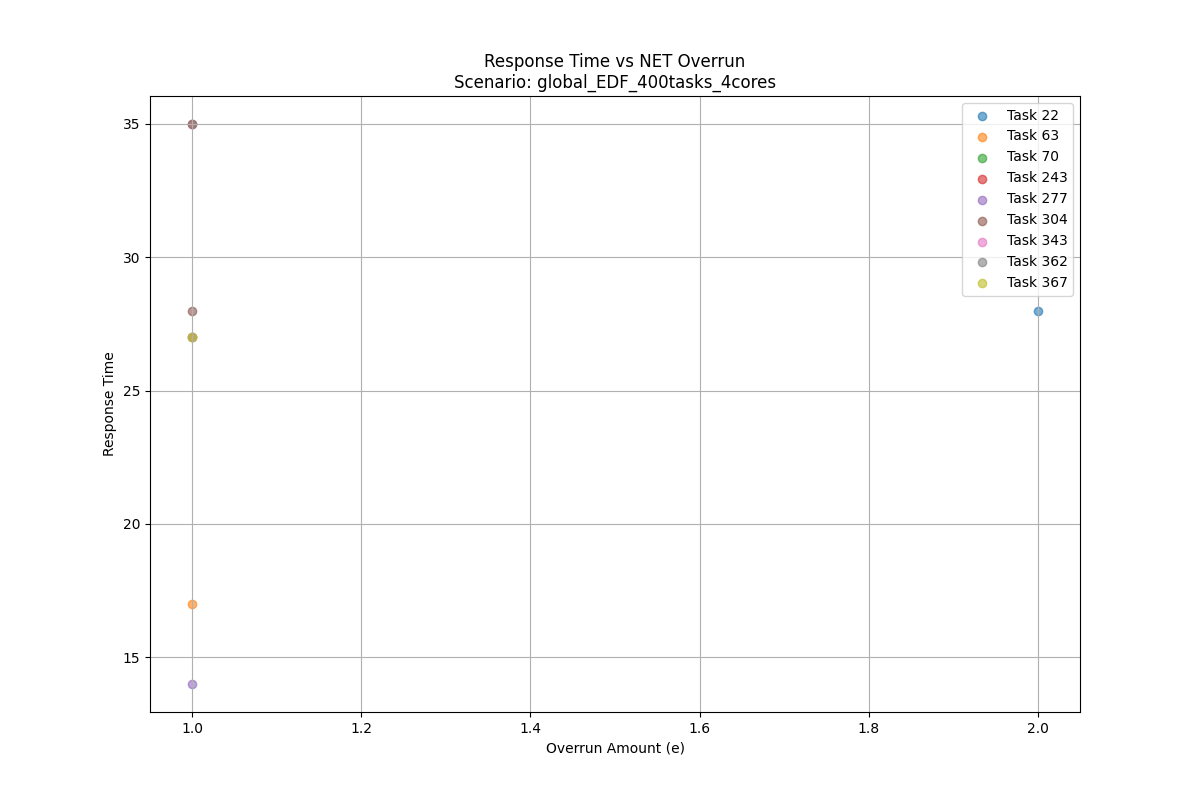 Response Time vs NET Overrun
Scenario: global_EDF_400tasks_4cores
35
30
25
20
15
Response Time
Task 22
Task 63
Task 70
Task 243
Task 277
Task 304
Task 343
Task 362
Task 367
1.0
1.2
1.4
1.6
1.8
2.0
Overrun Amount (e)